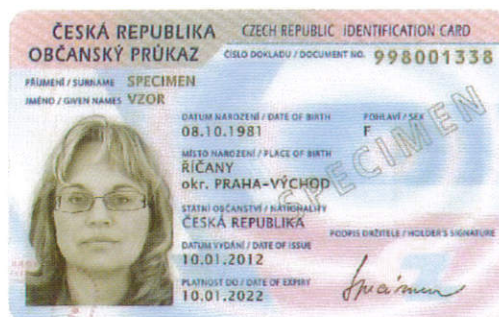 ČESKÁ REPUBLIKA CZECH REPUBLIC IDENTIFICATION CARD
OBČANSKÝ PRŮKAZ ČÍSLO DOKLADU / DOCUMENT NO. 998001338
PŘÍJMENÍ / SURNAME SPECIMEN
JMÉNO / GIVEN NAMES VZOR
DATUM NAROZENÍ / DATE OF BIRTH POHLAVÍ / SEX
08.10.1981 F
MÍSTO NAROZENÍ / PLACE OF BIRTH
ŘÍČANY
okr. PRAHA-VÝCHOD
SPECIMEN
STÁTNÍ OBČANSTVÍ / NATIONALITY
ČESKÁ REPUBLIKA
PODPIS DRŽITELE / HOLDER'S SIGNATURE
DATUM VYDÁNÍ / DATE OF ISSUE
10.01.2012
PLATNOST DO / DATE OF EXPIRY
10.01.2022 Specimen